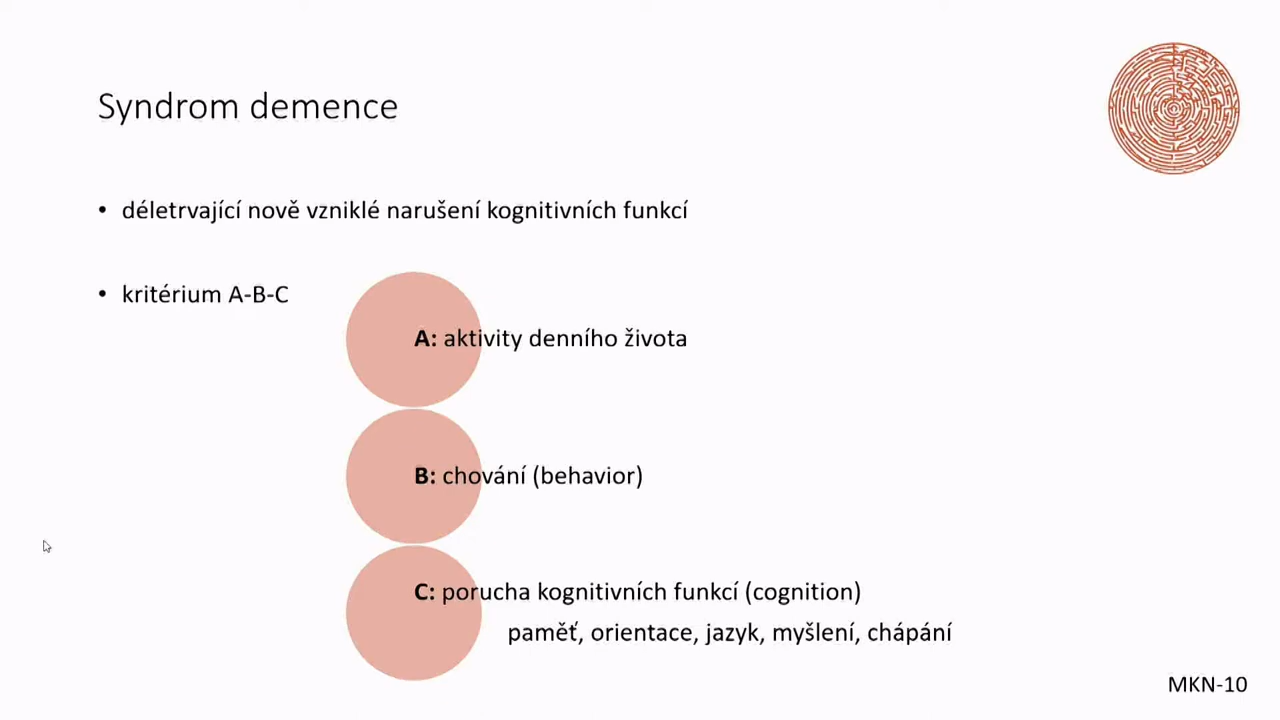 Syndrom demence
• déletrvající nově vzniklé narušení kognitivních funkcí
• kritérium A-B-C
A: aktivity denního života
B: chování (behavior)
C: porucha kognitivních funkcí (cognition)
paměť, orientace, jazyk, myšlení, chápání
MKN-10